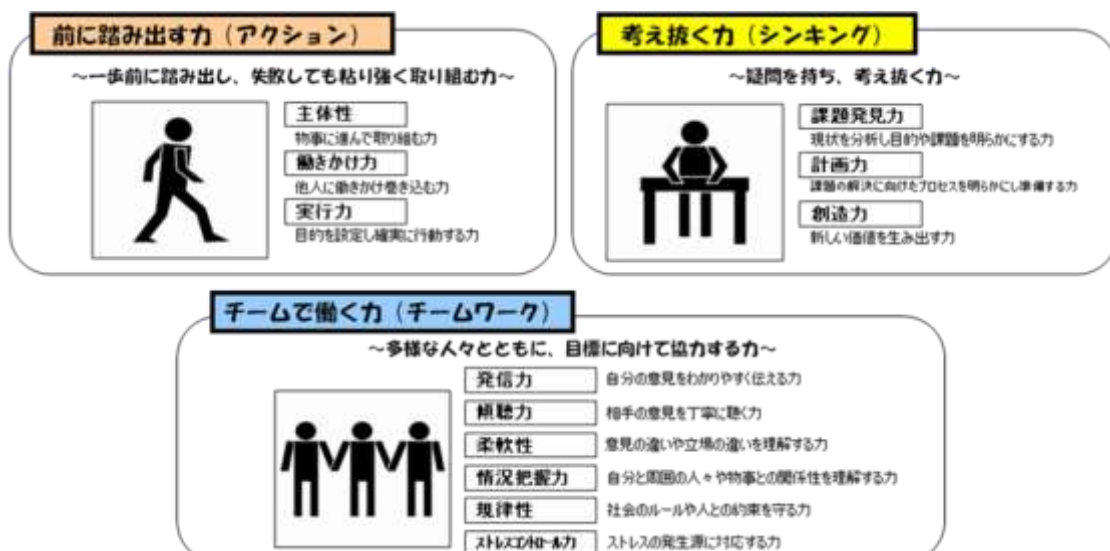 前に踏み出す力（アクション）
～一歩前に踏み出し、失敗しても粘り強く取り組む力～
主体性
物事に進んで取り組む力
働きかけ力
他人に働きかけ巻き込む力
実行力
目的を設定し確実に行動する力
考え抜く力（シンキング）
～疑問を持ち、考え抜く力～
課題発見力
現状を分析し目的や課題を明らかにする力
計画力
課題の解決に向けたプロセスを明らかにし準備する力
創造力
新しい価値を生み出す力
チームで働く力（チームワーク）
～多様な人々とともに、目標に向けて協力する力～
発信力 自分の意見をわかりやすく伝える力
傾聴力 相手の意見を丁寧に聴く力
柔軟性 意見の違いや立場の違いを理解する力
情況把握力 自分と周囲の人々や物事との関係性を理解する力
規律性 社会のルールや人との約束を守る力
ストレスコントロール力 ストレスの発生源に対応する力